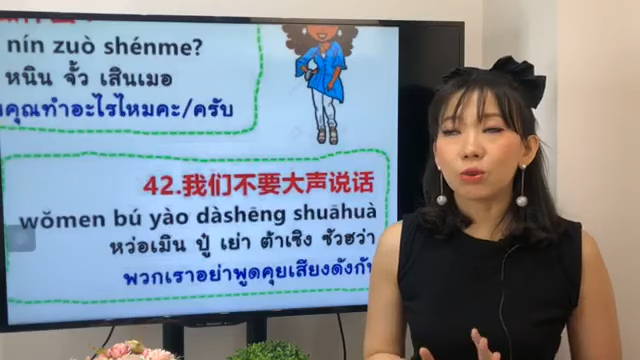 nín zuò shénme?
หนิน จั้ว เสินเมอ
คุณทำอะไรไหมคะ/ครับ
42.我们不要大声说话
wǒmen bú yào dàshēng shuāhuà
หว่อเมิน ปู๋ เย่า ต้าเซิง ซัวฮว่า
พวกเราอย่าพูดคุยเสียงดังกัน